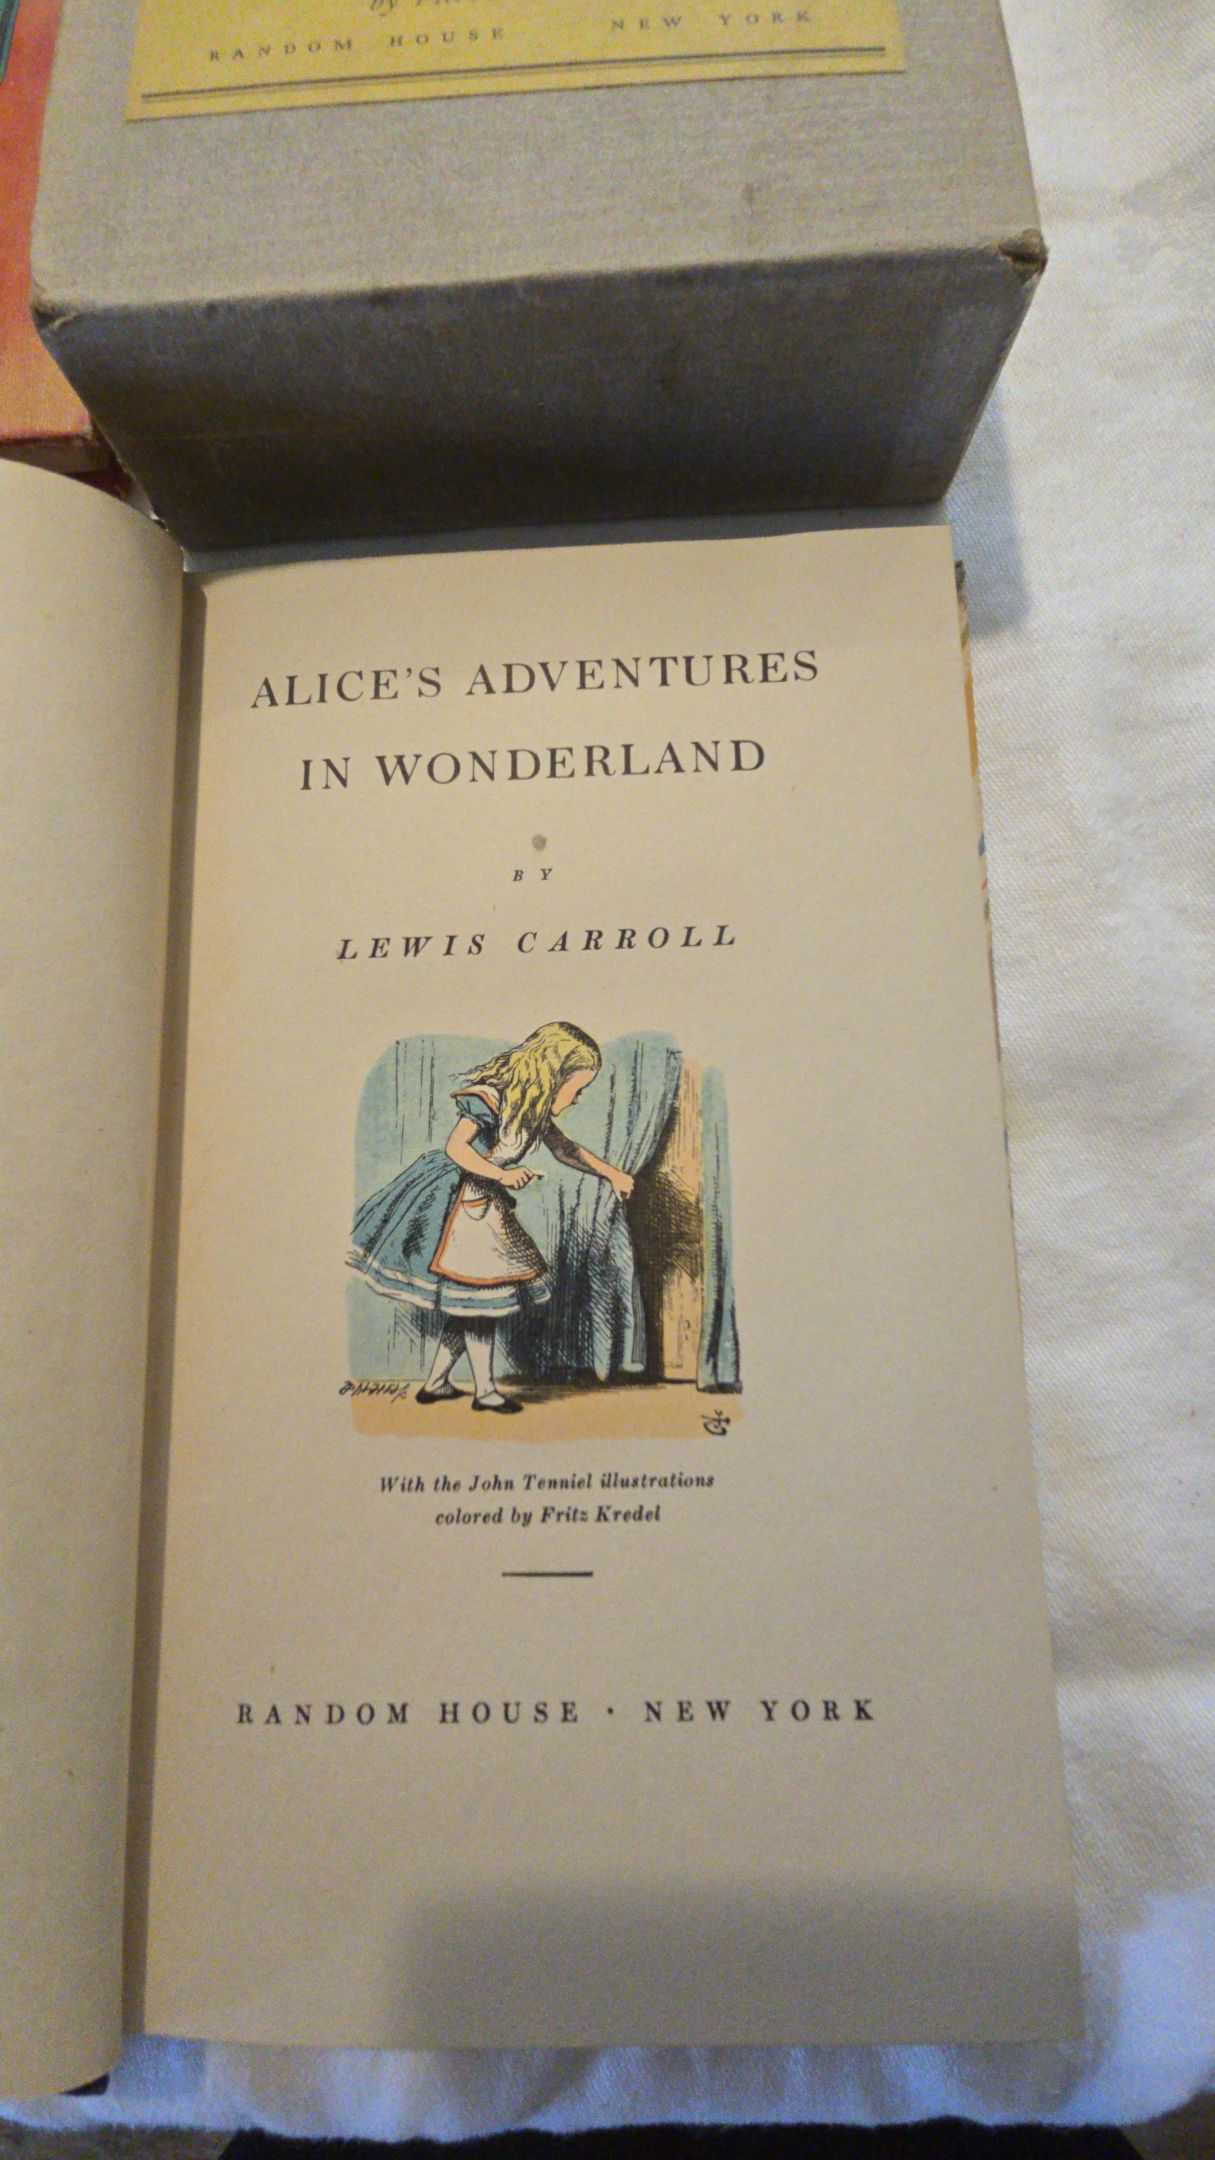 RANDOM HOUSE NEW YORK
ALICE'S ADVENTURES
IN WONDERLAND
BY
LEWIS CARROLL
With the John Tenniel illustrations
colored by Fritz Kredel
RANDOM HOUSE · NEW YORK